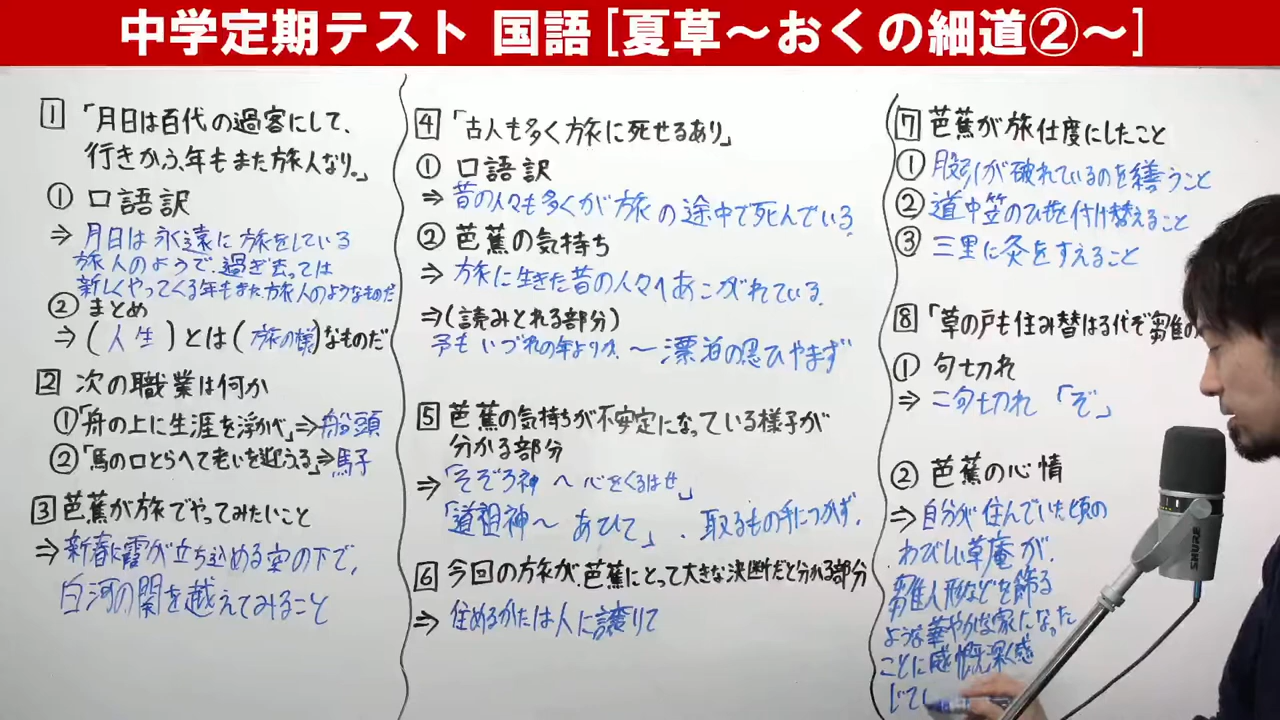 中学定期テスト 国語[夏草～おくの細道②～]
1 「月日は百代の過客にして、
行きかふ年もまた旅人なり。」
① 口語訳
⇒ 月日は永遠に旅をしている
旅人のようで、過ぎ去っては
新しくやってくる年もまた旅人のようなものだ
② まとめ
⇒(人生)とは(旅の様)なものだ
2 次の職業は何か
①「舟の上に生涯を浮かべ」⇒船頭
②「馬の口とらへて老いを迎うる」⇒馬子
3 芭蕉が旅でやってみたいこと
⇒新春に霞が立ち込める空の下で、
白河の関を越えてみること
4 「古人も多く旅に死せるあり」
① 口語訳
⇒ 昔の人々も多くが旅の途中で死んでいる。
② 芭蕉の気持ち
⇒ 旅に生きた昔の人々へあこがれている。
⇒(読みとれる部分)
予もいづれの年よりか、～漂泊の思ひやまず
5 芭蕉の気持ちが不安定になっている様子が
分かる部分
⇒「そぞろ神～心をくるはせ」
「道祖神～あひて」、取るもの手につかず。
6 今回の旅が、芭蕉にとって大きな決断だと分かる部分
⇒ 住めるかたは人に譲りて
7 芭蕉が旅仕度にしたこと
① 股引が破れているのを繕うこと
② 道中笠のひもを付け替えること
③ 三里に灸をすえること
8 「草の戸も住み替はる代ぞ雛の
① 句切れ
⇒ 二句切れ 「ぞ」
② 芭蕉の心情
⇒自分が住んでいた頃の
わびしい草庵が、
雛人形などを飾る
ような華やかな家になった
ことに感慨深く感
じてい
SHURE